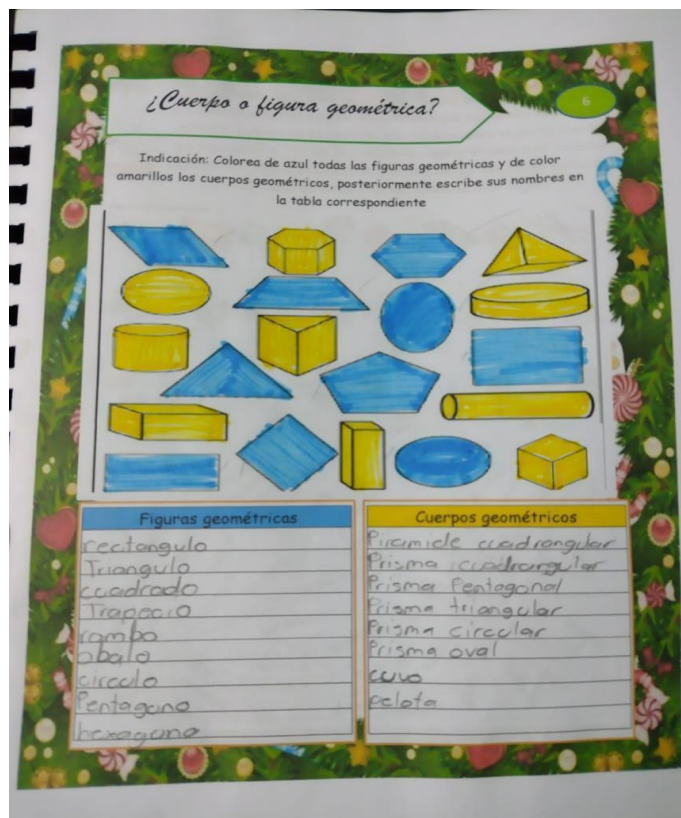 ¿Cuerpo o figura geométrica?
6
Indicación: Colorea de azul todas las figuras geométricas y de color
amarillos los cuerpos geométricos, posteriormente escribe sus nombres en
la tabla correspondiente
Figuras geométricas
rectangulo
Triangulo
cuadrado
Trapecio
rombo
obalo
circulo
Pentagono
hexagono
Cuerpos geométricos
Piramide cuadrangular
Prisma cuadrangular
Prisma Pentagonal
Prisma triangular
Prisma circular
Prisma oval
cuvo
pelota